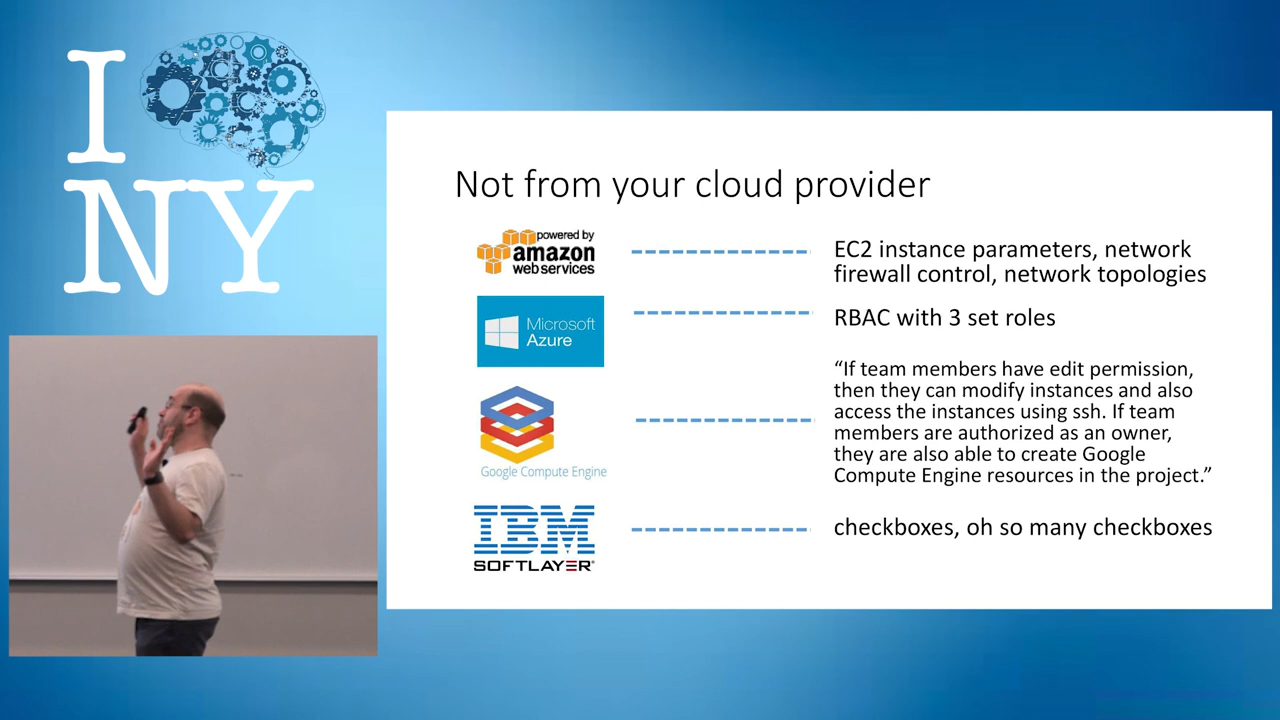 I
NY
Not from your cloud provider
powered by
amazon
web services
EC2 instance parameters, network
firewall control, network topologies
Microsoft
Azure
RBAC with 3 set roles
Google Compute Engine
“If team members have edit permission,
then they can modify instances and also
access the instances using ssh. If team
members are authorized as an owner,
they are also able to create Google
Compute Engine resources in the project.”
IBM
SOFTLAYER
checkboxes, oh so many checkboxes